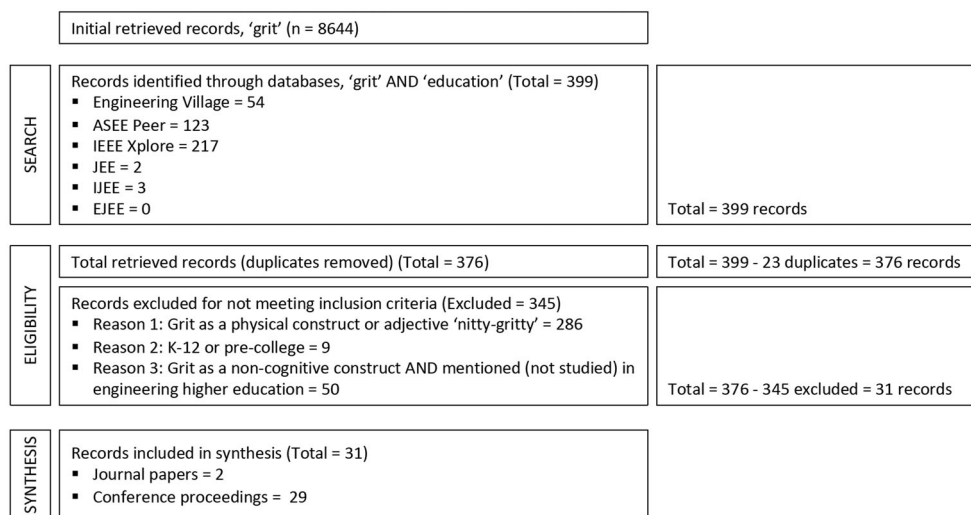 Initial retrieved records, ‘grit’ (n = 8644)
SEARCH
Records identified through databases, ‘grit’ AND ‘education’ (Total = 399)
▪ Engineering Village = 54
▪ ASEE Peer = 123
▪ IEEE Xplore = 217
▪ JEE = 2
▪ IJEE = 3
▪ EJEE = 0
Total = 399 records
ELIGIBILITY
Total retrieved records (duplicates removed) (Total = 376)
Total = 399 - 23 duplicates = 376 records
Records excluded for not meeting inclusion criteria (Excluded = 345)
▪ Reason 1: Grit as a physical construct or adjective ‘nitty-gritty’ = 286
▪ Reason 2: K-12 or pre-college = 9
▪ Reason 3: Grit as a non-cognitive construct AND mentioned (not studied) in
engineering higher education = 50
Total = 376 - 345 excluded = 31 records
SYNTHESIS
Records included in synthesis (Total = 31)
▪ Journal papers = 2
▪ Conference proceedings = 29